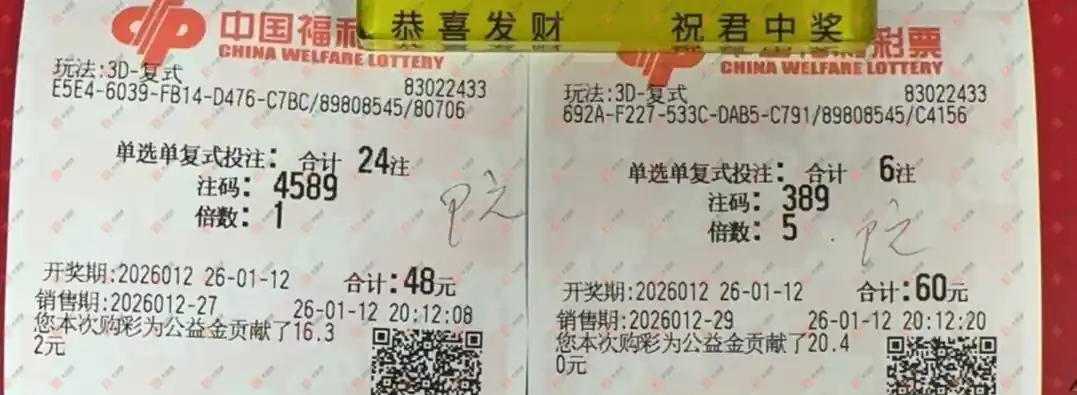 恭喜发财 祝君中奖
中国福利
CHINA WELFARE LOTTERY
玩法:3D-复式
83022433
E5E4-6039-FB14-D476-C7BC/89808545/80706
单选单复式投注: 合计 24注
注码: 4589
倍数: 1
开奖期:2026012 26-01-12 合计:48元
销售期:2026012-27 26-01-12 20:12:08
您本次购彩为公益金贡献了16.3
2元
彩票
CHINA WELFARE LOTTERY
玩法:3D-复式
83022433
692A-F227-533C-DAB5-C791/89808545/C4156
单选单复式投注: 合计 6注
注码: 389
倍数: 5
开奖期:2026012 26-01-12 合计:60元
销售期:2026012-29 26-01-12 20:12:20
您本次购彩为公益金贡献了20.4
0元